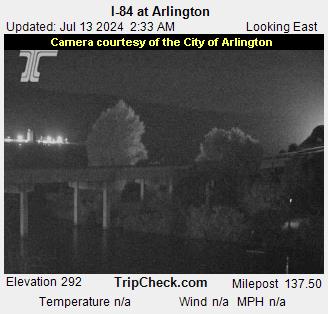 I-84 at Arlington
Updated: Jul 13 2024 2:33 AM Looking East
Camera courtesy of the City of Arlington
Elevation 292 TripCheck.com Milepost 137.50
Temperature n/a Wind n/a MPH n/a